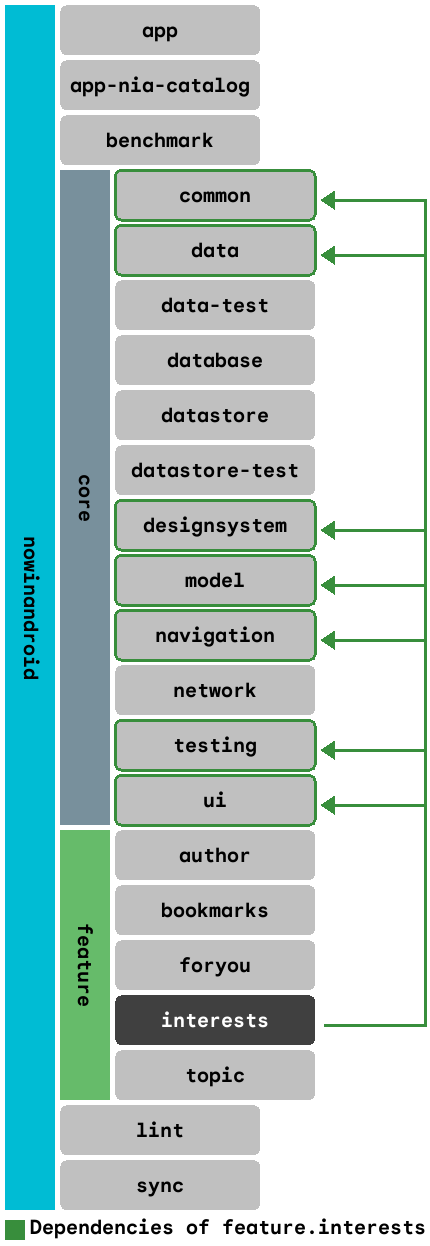 nowinandroid
app
app-nia-catalog
benchmark
core
common
data
data-test
database
datastore
datastore-test
designsystem
model
navigation
network
testing
ui
feature
author
bookmarks
foryou
interests
topic
lint
sync
Dependencies of feature.interests